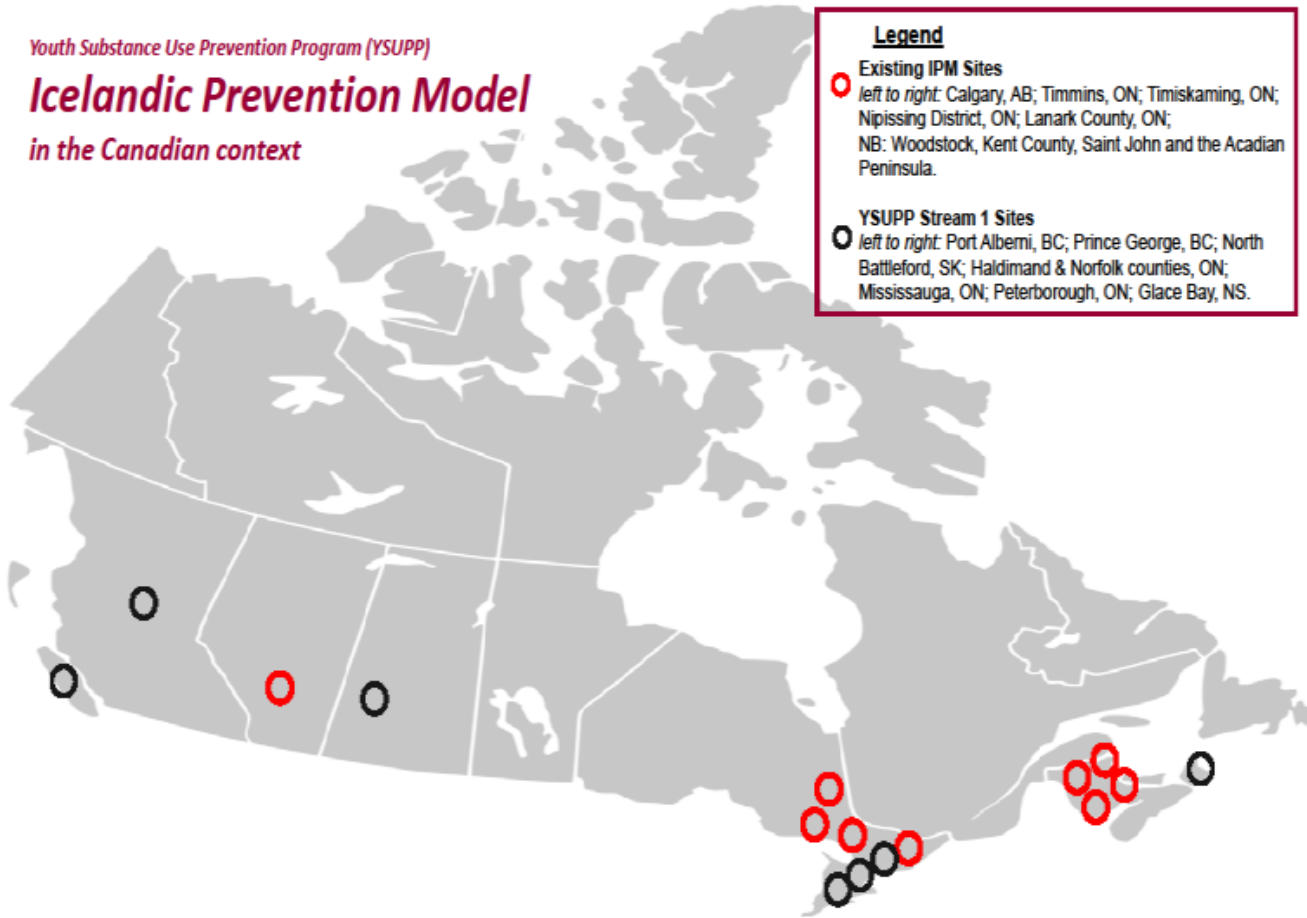 Youth Substance Use Prevention Program (YSUPP)
Icelandic Prevention Model
in the Canadian context
Legend
Existing IPM Sites
left to right: Calgary, AB; Timmins, ON; Timiskaming, ON;
Nipissing District, ON; Lanark County, ON;
NB: Woodstock, Kent County, Saint John and the Acadian
Peninsula.
YSUPP Stream 1 Sites
left to right: Port Alberni, BC; Prince George, BC; North
Battleford, SK; Haldimand & Norfolk counties, ON;
Mississauga, ON; Peterborough, ON; Glace Bay, NS.